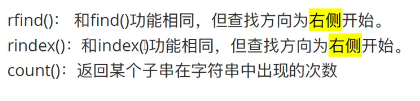 rfind()： 和find()功能相同，但查找方向为右侧开始。
rindex()：和index()功能相同，但查找方向为右侧开始。
count()：返回某个子串在字符串中出现的次数